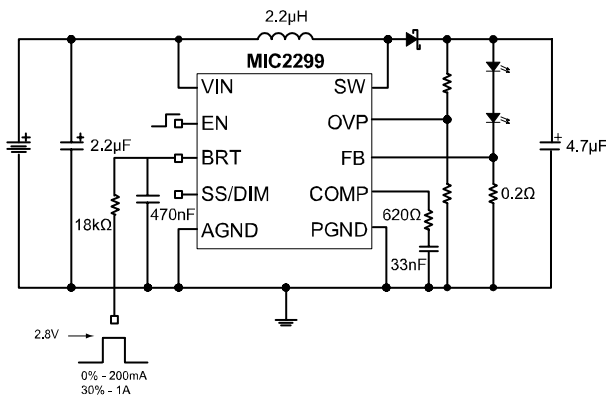 2.2µH
MIC2299
VIN SW
EN
OVP
2.2µF
BRT FB
4.7µF
SS/DIM COMP
470nF
18kΩ
620Ω
0.2Ω
AGND PGND
33nF
2.8V
0% - 200mA
30% - 1A